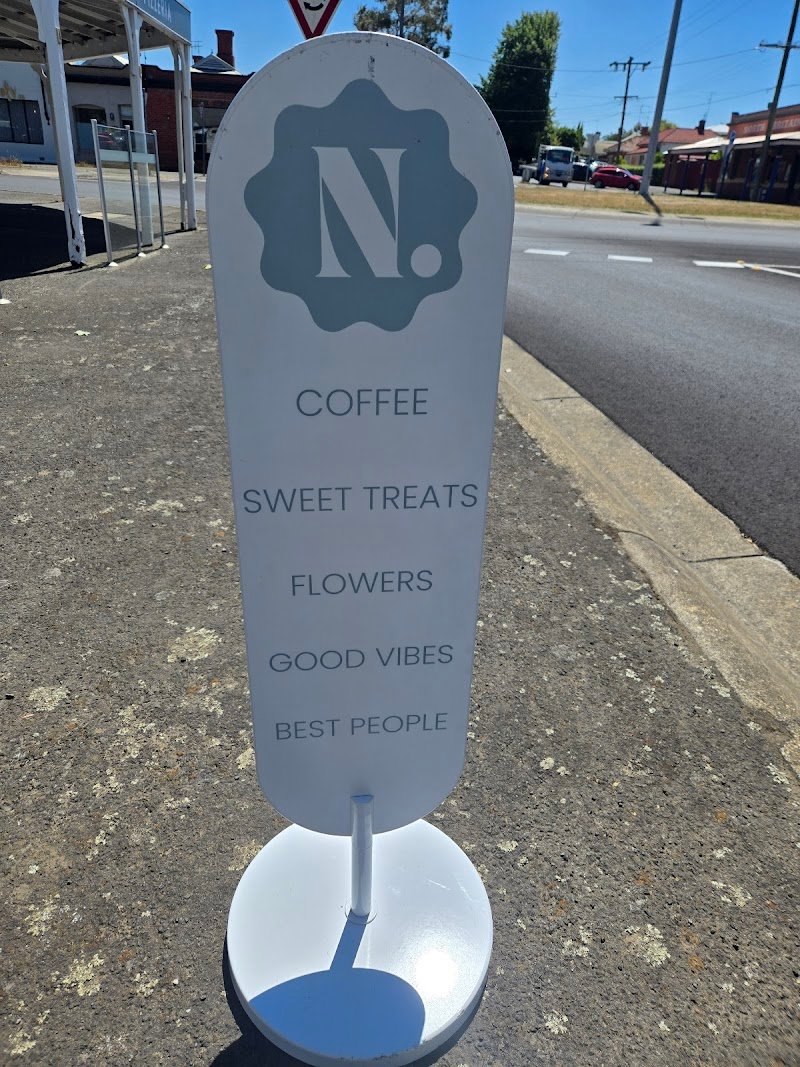 N.
COFFEE
SWEET TREATS
FLOWERS
GOOD VIBES
BEST PEOPLE